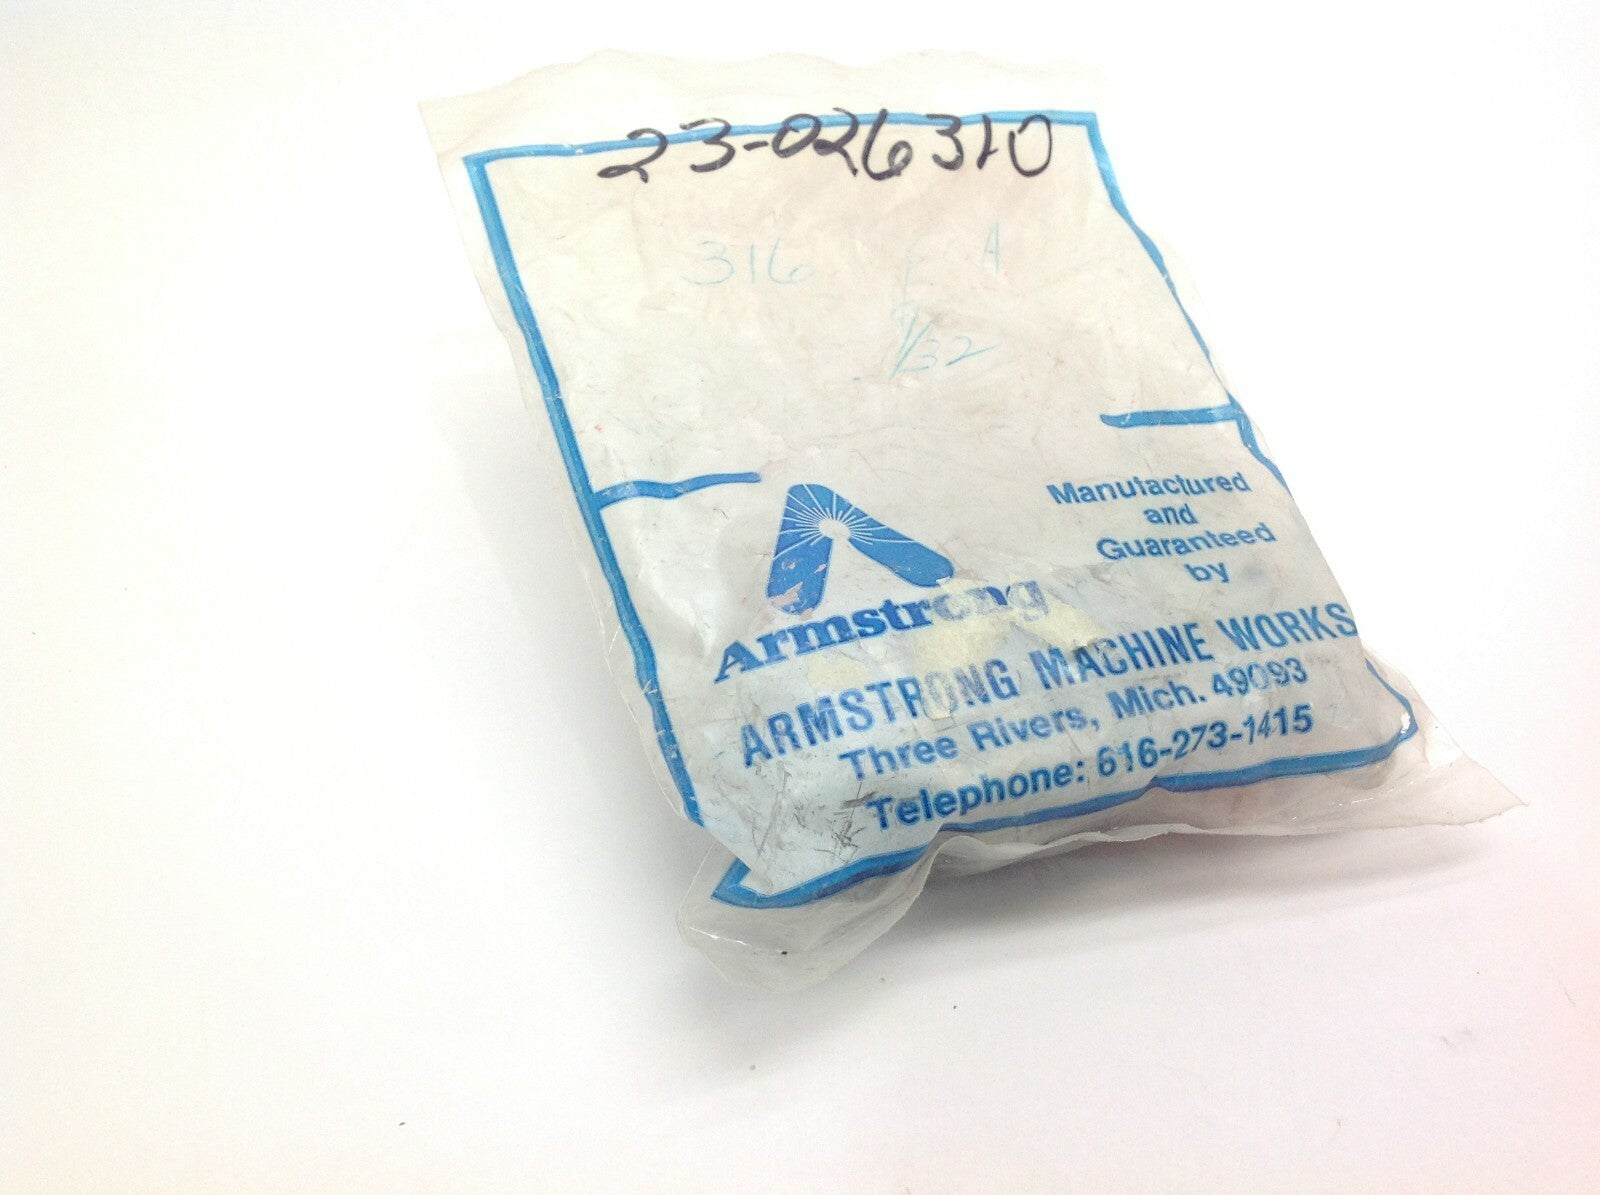 23-026310
316 A
1/32
Manufactured
and
Guaranteed
by
Armstrong
ARMSTRONG MACHINE WORKS
Three Rivers, Mich. 49093
Telephone: 616-273-1415